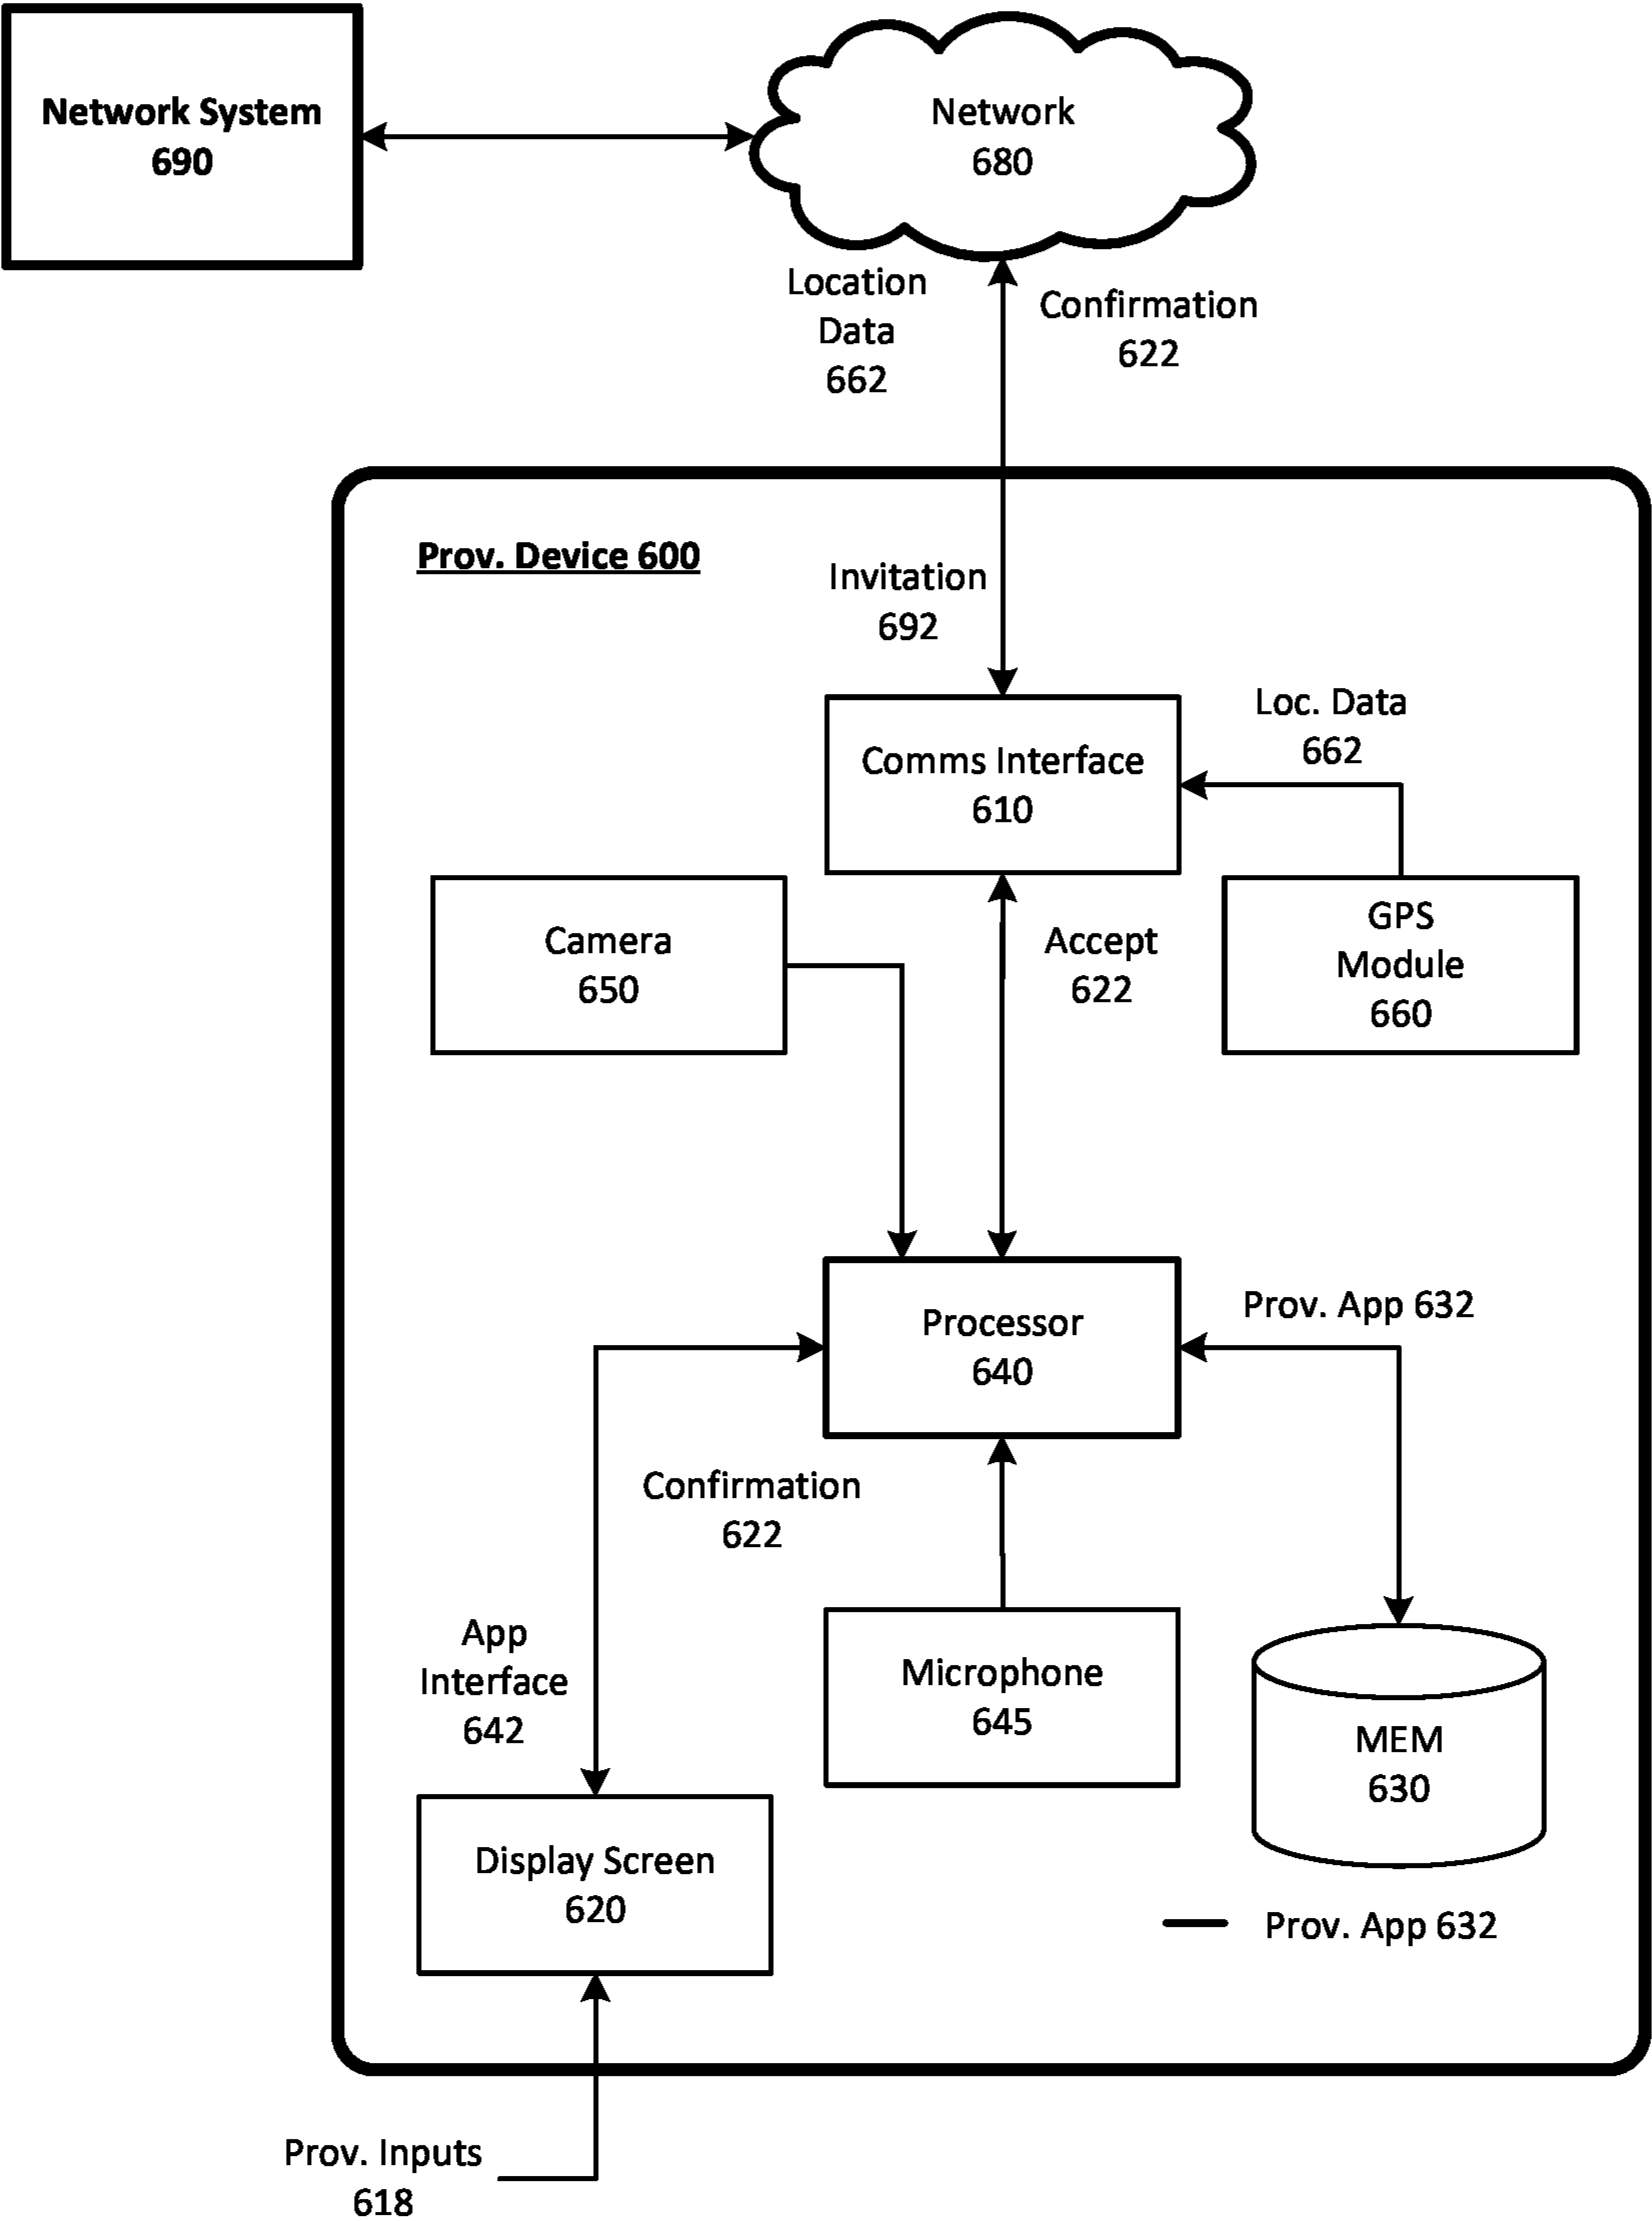 Network System
690
Network
680
Location
Data
662
Confirmation
622
Prov. Device 600
Invitation
692
Comms Interface
610
Loc. Data
662
Camera
650
Accept
622
GPS
Module
660
Processor
640
Prov. App 632
Confirmation
622
App
Interface
642
Microphone
645
MEM
630
Display Screen
620
Prov. App 632
Prov. Inputs
618